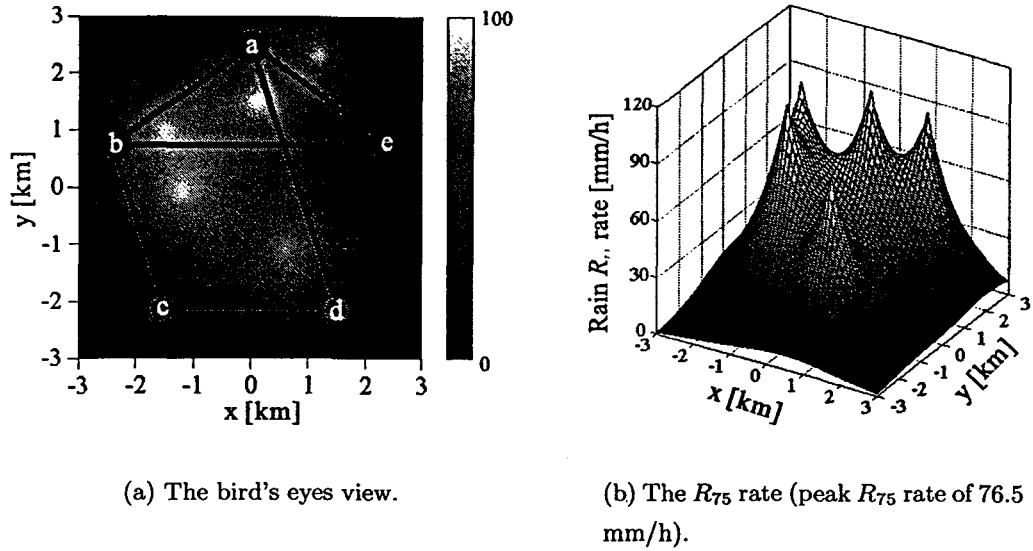 3
2
1
0
-1
-2
-3
y [km]
-3 -2 -1 0 1 2 3
x [km]
a
b
e
c
d
100
0
120
90
60
30
0
Rain R,, rate [mm/h]
-3 -2 -1 0 1 2 3
x [km]
-3 -2 -1 0 1 2 3
y [km]
(a) The bird's eyes view.
(b) The R75 rate (peak R75 rate of 76.5
mm/h).